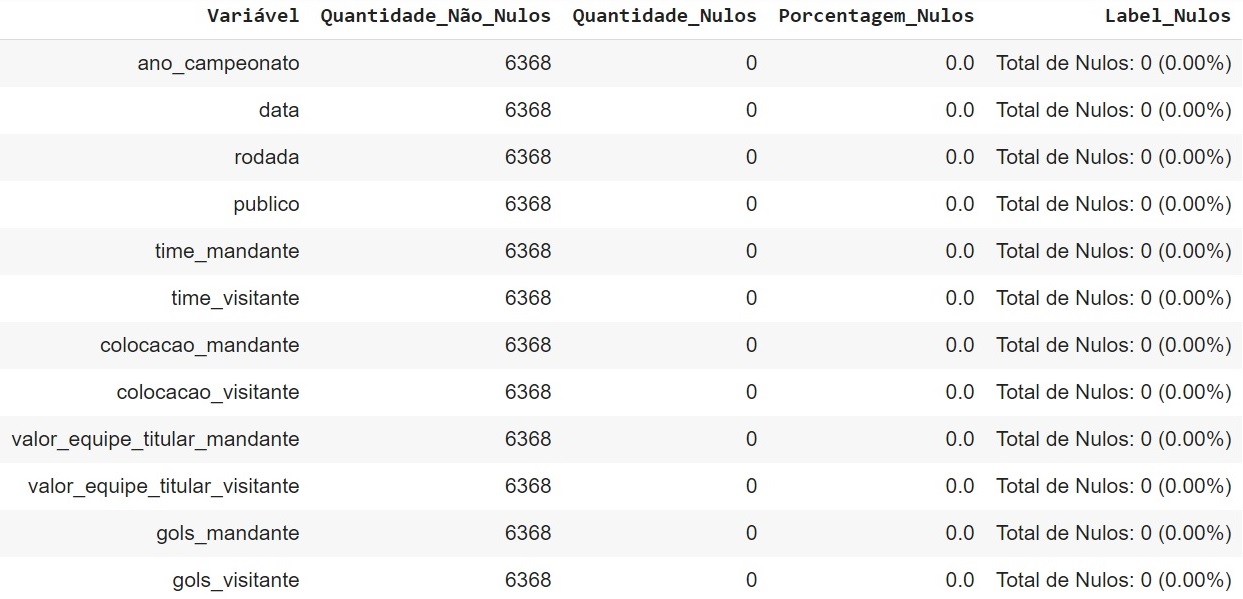 Variável Quantidade_Não_Nulos Quantidade_Nulos Porcentagem_Nulos Label_Nulos
ano_campeonato 6368 0 0.0 Total de Nulos: 0 (0.00%)
data 6368 0 0.0 Total de Nulos: 0 (0.00%)
rodada 6368 0 0.0 Total de Nulos: 0 (0.00%)
publico 6368 0 0.0 Total de Nulos: 0 (0.00%)
time_mandante 6368 0 0.0 Total de Nulos: 0 (0.00%)
time_visitante 6368 0 0.0 Total de Nulos: 0 (0.00%)
colocacao_mandante 6368 0 0.0 Total de Nulos: 0 (0.00%)
colocacao_visitante 6368 0 0.0 Total de Nulos: 0 (0.00%)
valor_equipe_titular_mandante 6368 0 0.0 Total de Nulos: 0 (0.00%)
valor_equipe_titular_visitante 6368 0 0.0 Total de Nulos: 0 (0.00%)
gols_mandante 6368 0 0.0 Total de Nulos: 0 (0.00%)
gols_visitante 6368 0 0.0 Total de Nulos: 0 (0.00%)